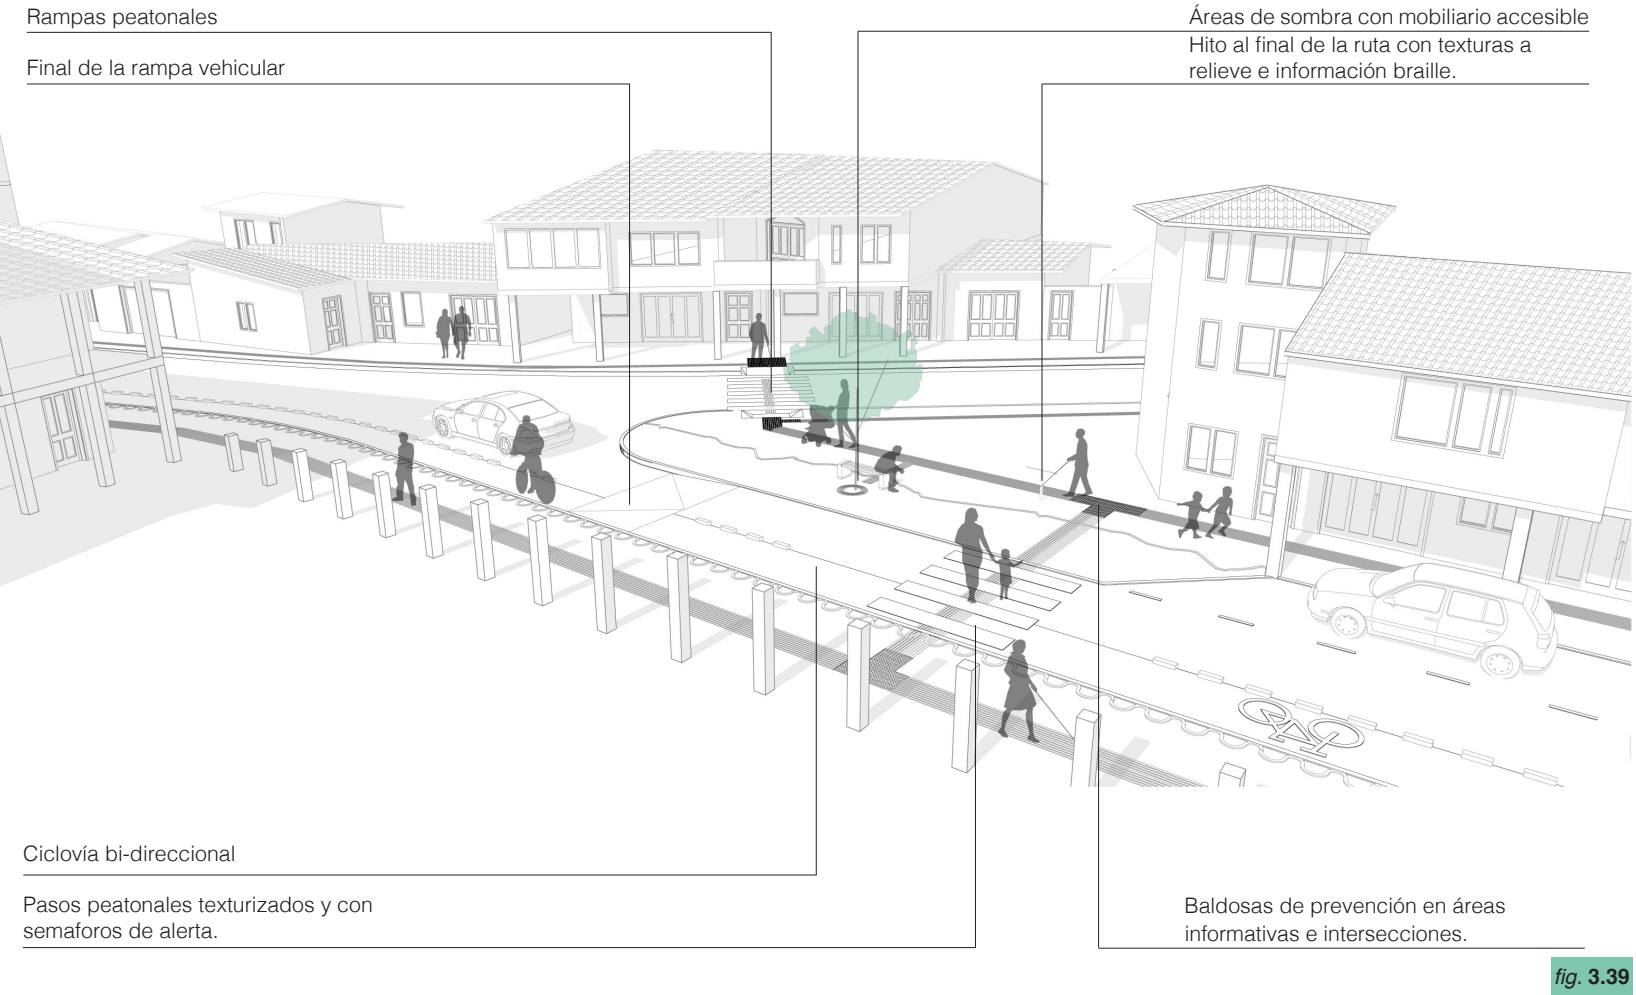 Rampas peatonales
Final de la rampa vehicular
Áreas de sombra con mobiliario accesible
Hito al final de la ruta con texturas a
relieve e información braille.
Ciclovía bi-direccional
Pasos peatonales texturizados y con
semaforos de alerta.
Baldosas de prevención en áreas
informativas e intersecciones.
fig. 3.39